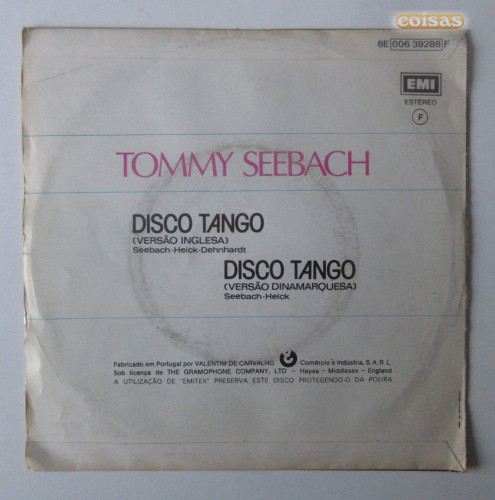 coisas
8E 006 39288 F
EMI
ESTÉREO
F
TOMMY SEEBACH
DISCO TANGO
(VERSÃO INGLESA)
Seebach-Heick-Dehnhardt
DISCO TANGO
(VERSÃO DINAMARQUESA)
Seebach-Heick
Fabricado em Portugal por VALENTIM DE CARVALHO Comércio e Indústria, S. A. R. L.
Sob licença de THE GRAMOPHONE COMPANY, LTD — Hayes — Middlesex — England
A UTILIZAÇÃO DE "EMITEX" PRESERVA ESTE DISCO PROTEGENDO-O DA POEIRA